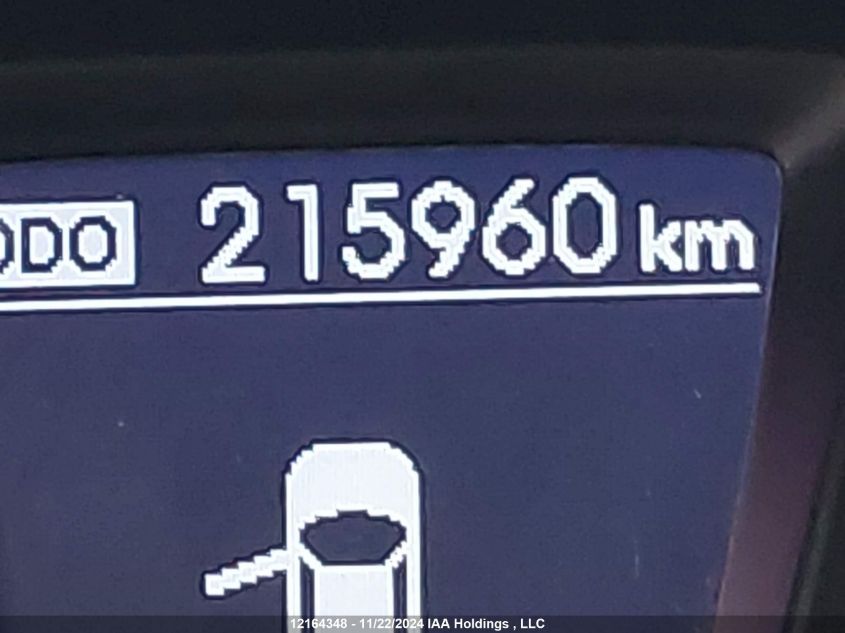 ODO 215960 km
12164348 - 11/22/2024 IAA Holdings , LLC